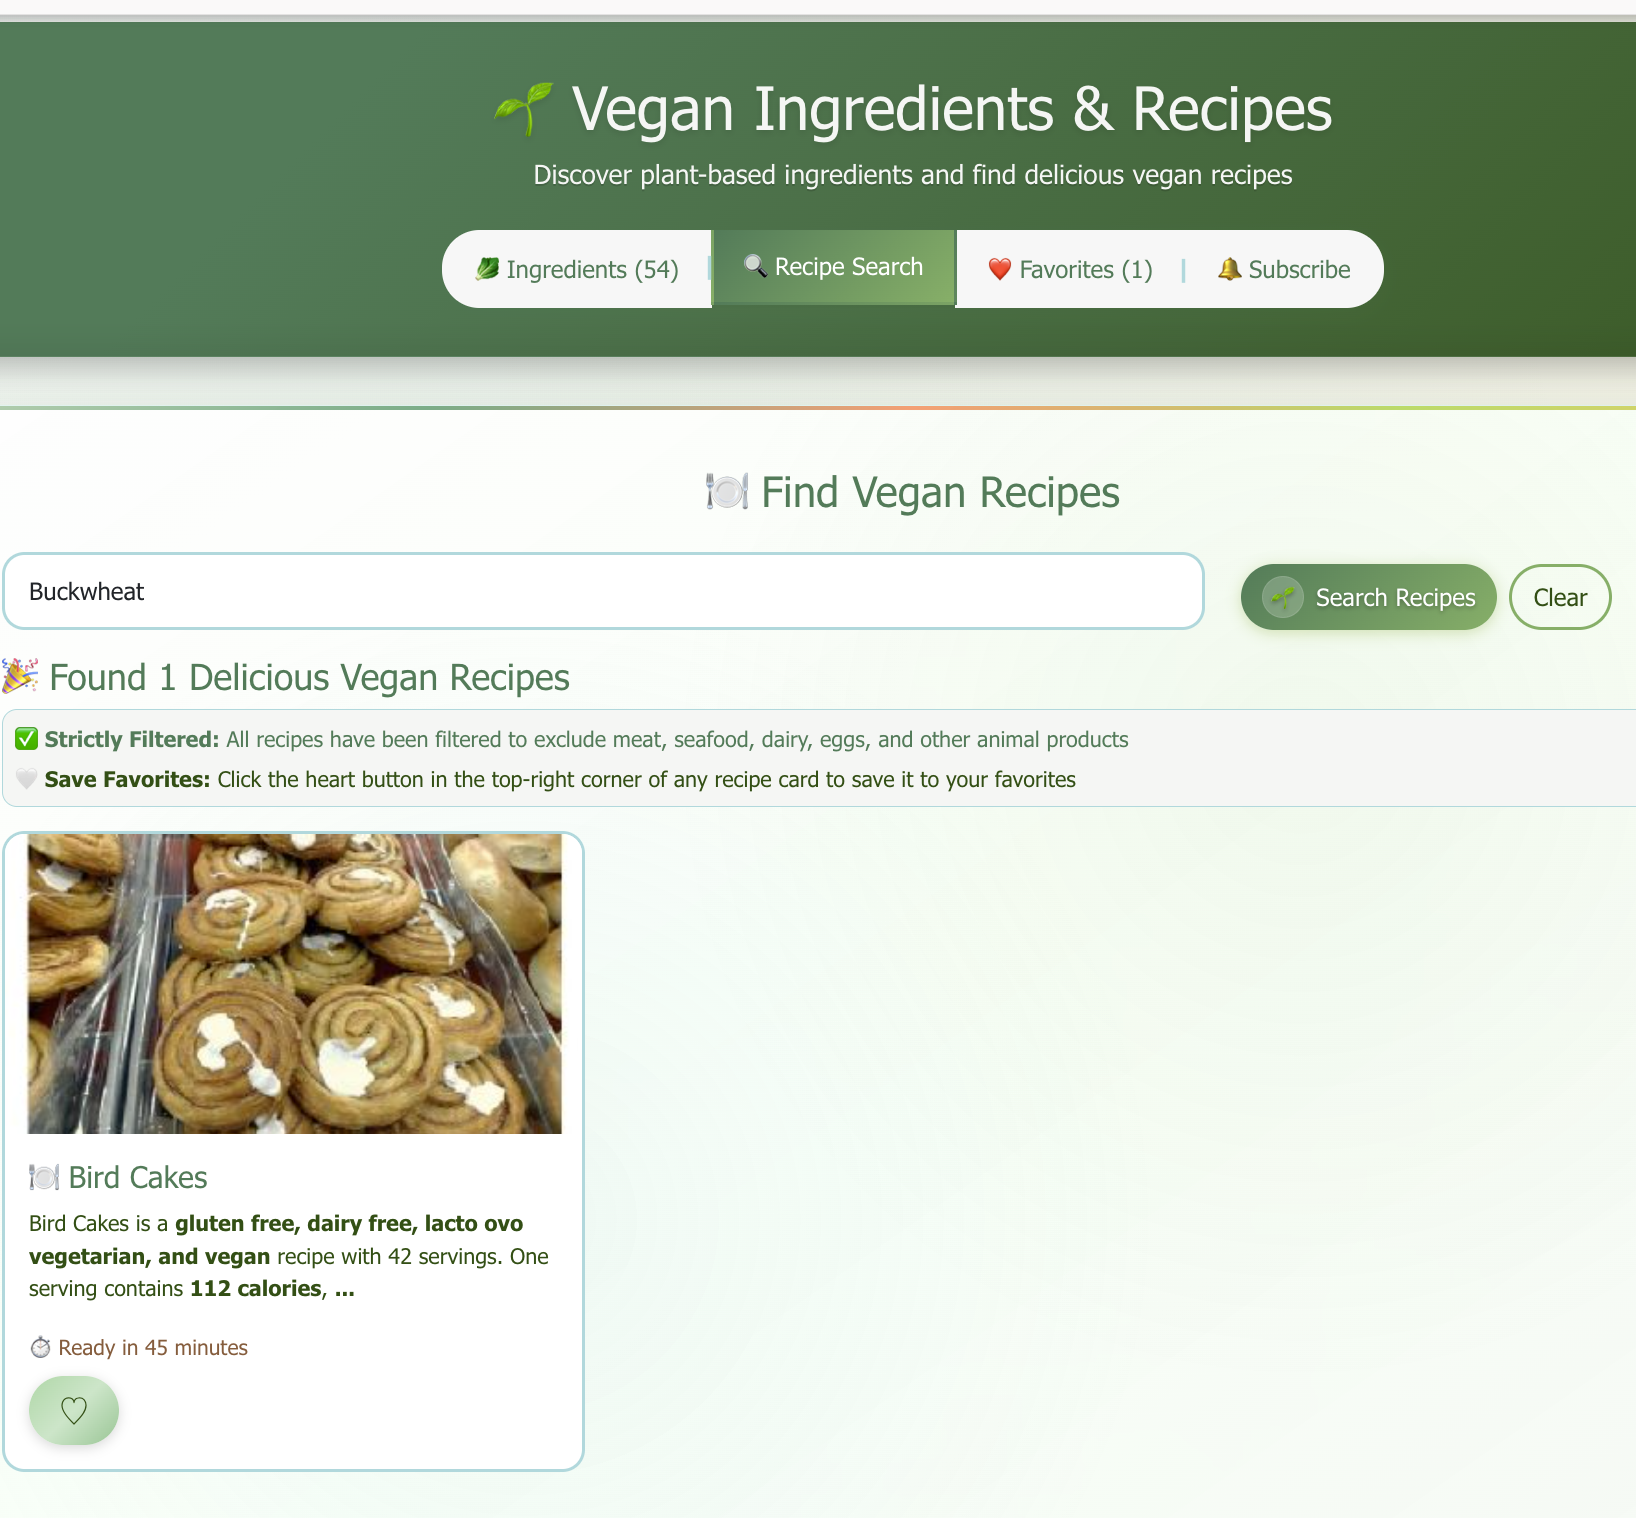 Vegan Ingredients & Recipes
Discover plant-based ingredients and find delicious vegan recipes
Ingredients (54)
Recipe Search
Favorites (1)
Subscribe
Find Vegan Recipes
Buckwheat
Search Recipes
Clear
Found 1 Delicious Vegan Recipes
Strictly Filtered: All recipes have been filtered to exclude meat, seafood, dairy, eggs, and other animal products
Save Favorites: Click the heart button in the top-right corner of any recipe card to save it to your favorites
Bird Cakes
Bird Cakes is a gluten free, dairy free, lacto ovo
vegetarian, and vegan recipe with 42 servings. One
serving contains 112 calories, ...
Ready in 45 minutes